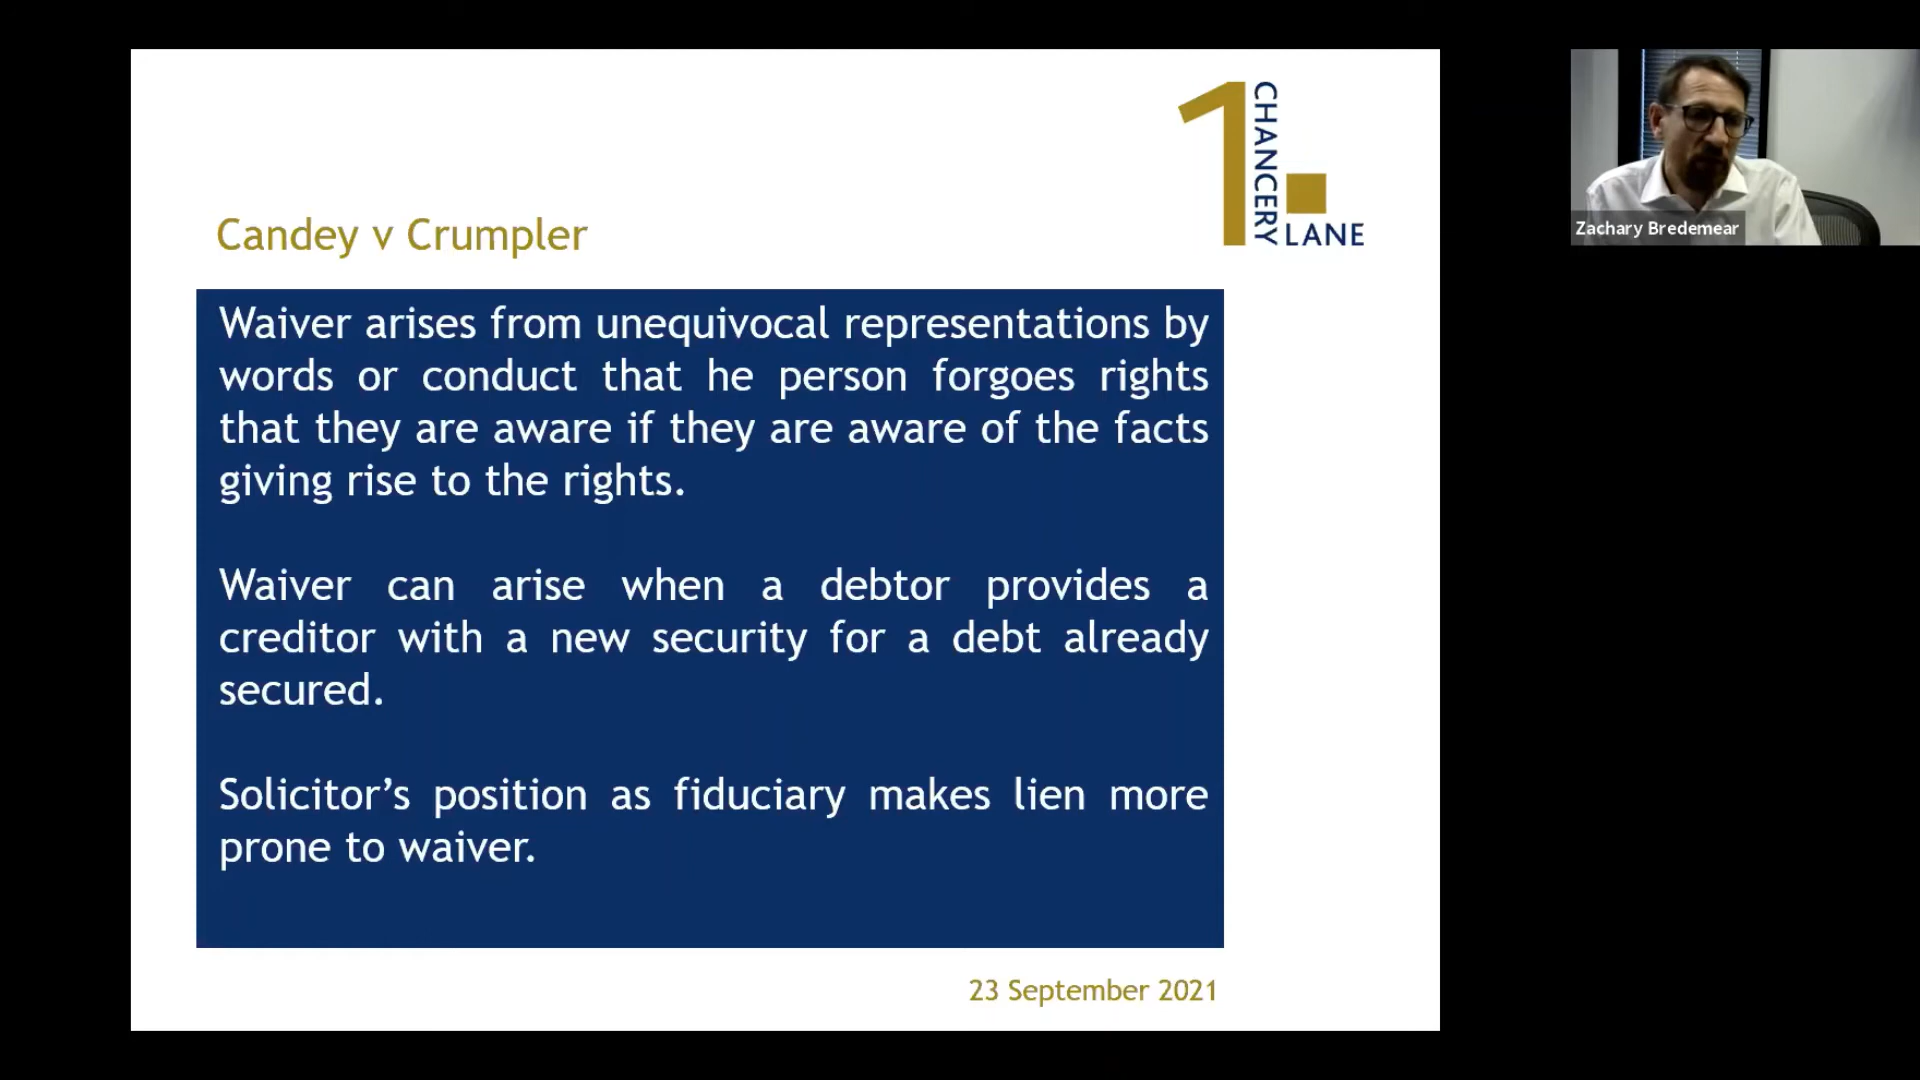 1 CHANCERY LANE
Candey v Crumpler
Waiver arises from unequivocal representations by
words or conduct that he person forgoes rights
that they are aware if they are aware of the facts
giving rise to the rights.
Waiver can arise when a debtor provides a
creditor with a new security for a debt already
secured.
Solicitor’s position as fiduciary makes lien more
prone to waiver.
23 September 2021
Zachary Bredemear